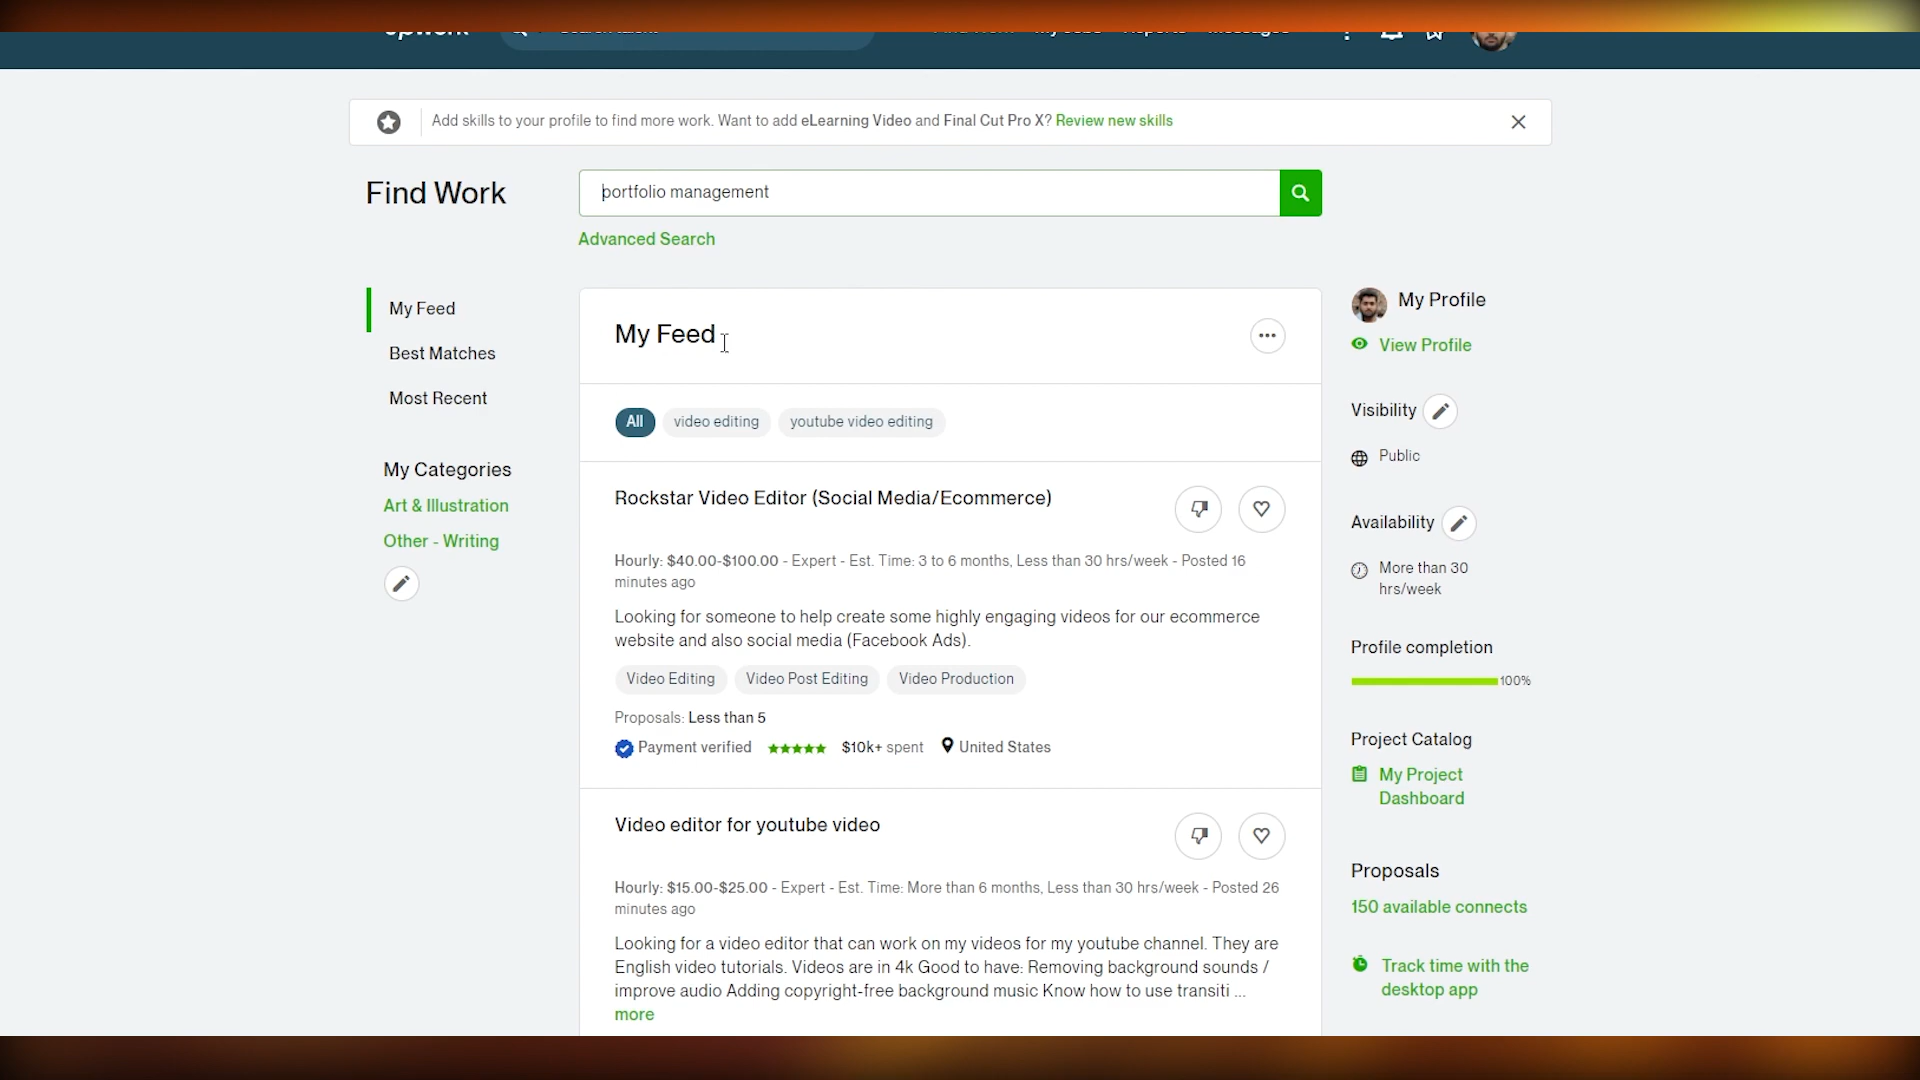 Add skills to your profile to find more work. Want to add eLearning Video and Final Cut Pro X? Review new skills
Find Work
portfolio management
Advanced Search
My Feed
Best Matches
Most Recent
My Categories
Art & Illustration
Other - Writing
My Feed
All
video editing
youtube video editing
Rockstar Video Editor (Social Media/Ecommerce)
Hourly: $40.00-$100.00 - Expert - Est. Time: 3 to 6 months, Less than 30 hrs/week - Posted 16
minutes ago
Looking for someone to help create some highly engaging videos for our ecommerce
website and also social media (Facebook Ads).
Video Editing
Video Post Editing
Video Production
Proposals: Less than 5
Payment verified
$10k+ spent
United States
Video editor for youtube video
Hourly: $15.00-$25.00 - Expert - Est. Time: More than 6 months, Less than 30 hrs/week - Posted 26
minutes ago
Looking for a video editor that can work on my videos for my youtube channel. They are
English video tutorials. Videos are in 4k Good to have: Removing background sounds /
improve audio Adding copyright-free background music Know how to use transiti ...
more
My Profile
View Profile
Visibility
Public
Availability
More than 30
hrs/week
Profile completion
100%
Project Catalog
My Project
Dashboard
Proposals
150 available connects
Track time with the
desktop app